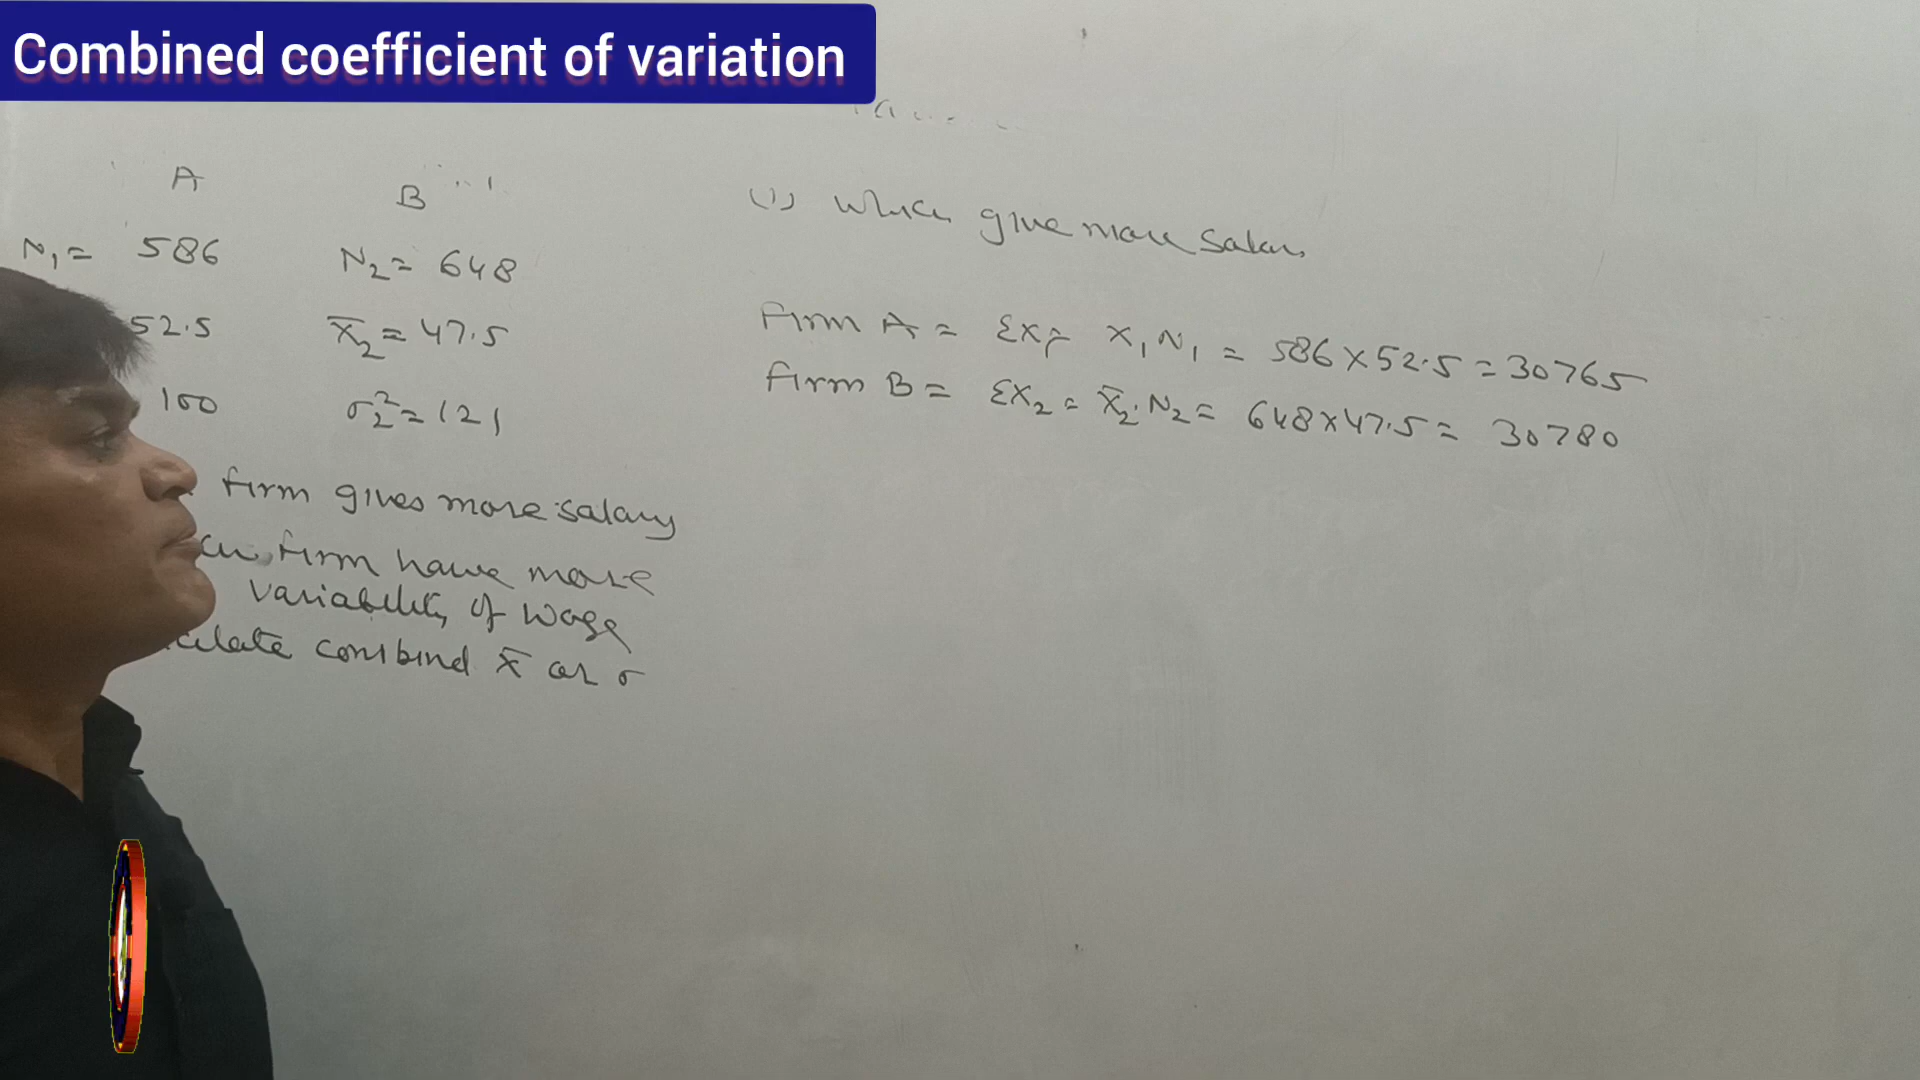 Combined coefficient of variation
A B
N₁ = 586 N₂ = 648
52.5 x̄₂ = 47.5
100 σ₂² = 121
firm gives more salary
firm have more
variability of wage
combind x̄ or σ
(1) which give more salary
firm A = ΣX₁ = X₁N₁ = 586 × 52.5 = 30765
firm B = ΣX₂ = x̄₂.N₂ = 648 × 47.5 = 30780